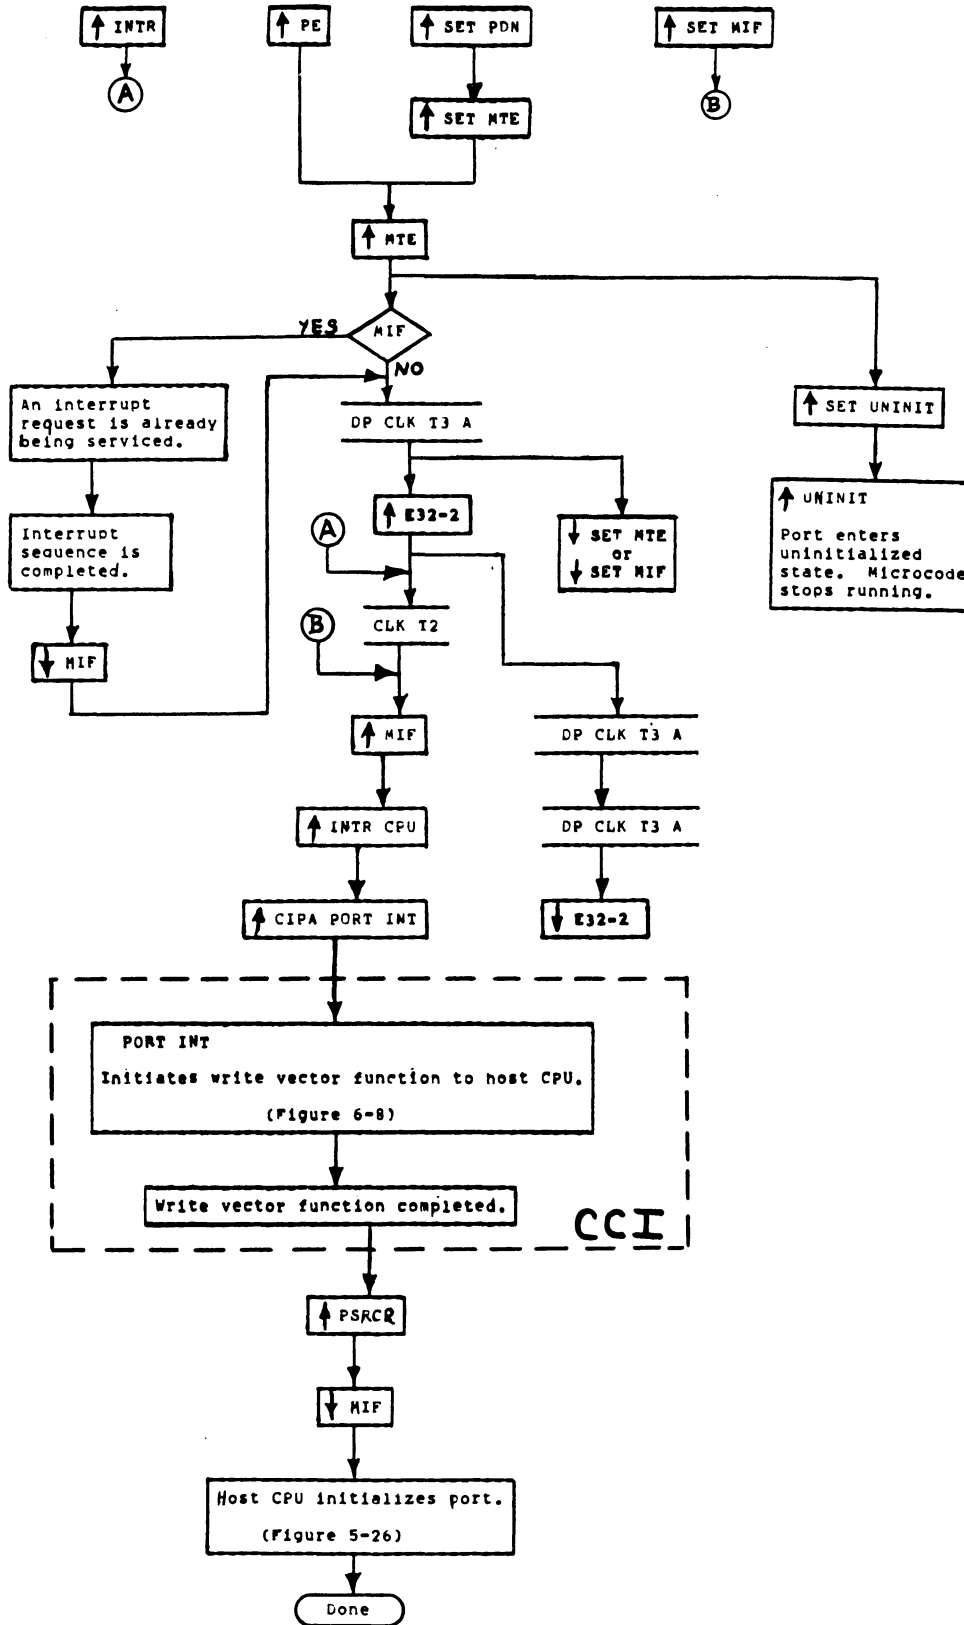 ↑ INTR
↑ PE
↑ SET PDN
↑ SET MIF
A
B
↑ SET MTE
↑ MTE
MIF
YES
NO
An interrupt
request is already
being serviced.
DP CLK T3 A
↑ SET UNINIT
↑ E32-2
↓ SET MTE
or
↓ SET MIF
↑ UNINIT
Port enters
uninitialized
state. Microcode
stops running.
Interrupt
sequence is
completed.
A
CLK T2
B
↓ MIF
↑ MIF
DP CLK T3 A
↑ INTR CPU
DP CLK T3 A
↑ CIPA PORT INT
↓ E32-2
PORT INT
Initiates write vector function to host CPU.
(Figure 6-8)
Write vector function completed.
CCI
↑ PSRCR
↓ MIF
Host CPU initializes port.
(Figure 5-26)
Done